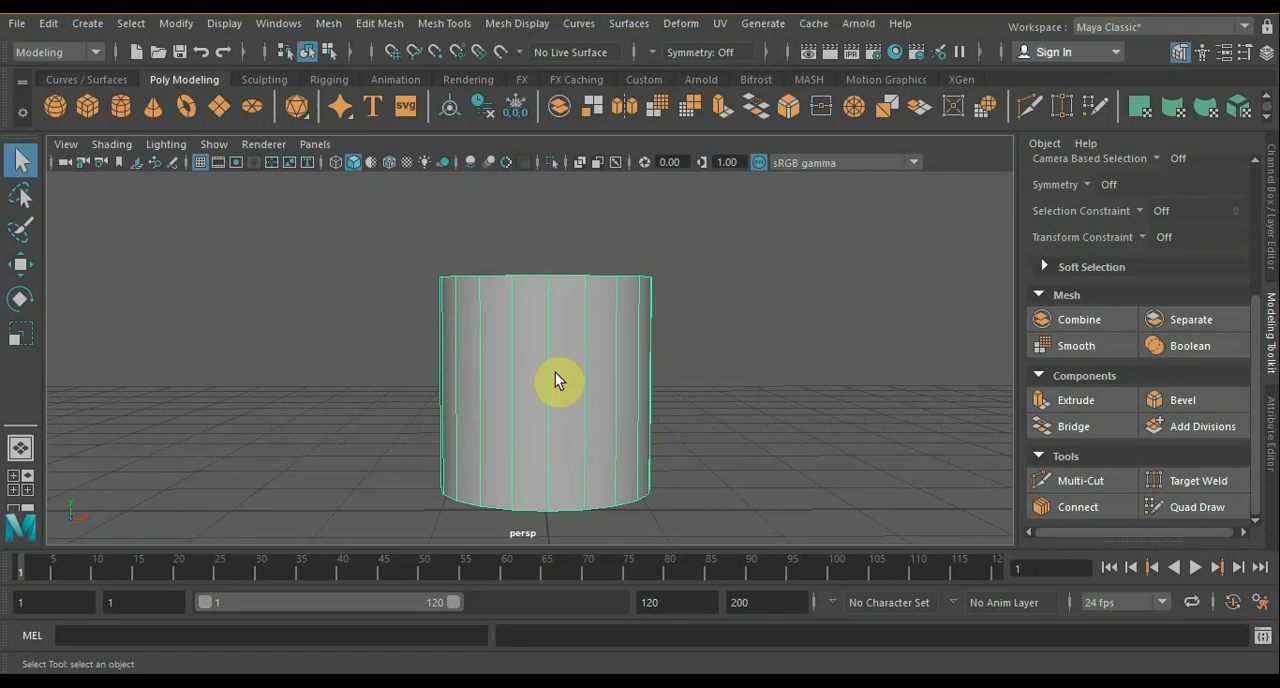 File Edit Create Select Modify Display Windows Mesh Edit Mesh Mesh Tools Mesh Display Curves Surfaces Deform UV Generate Cache Arnold Help Workspace : Maya Classic*
Modeling No Live Surface Symmetry: Off Sign In
Curves / Surfaces Poly Modeling Sculpting Rigging Animation Rendering FX FX Caching Custom Arnold Bifrost MASH Motion Graphics XGen
T svg 0,0,0
View Shading Lighting Show Renderer Panels
0.00 1.00 ON sRGB gamma
Object Help
Camera Based Selection Off
Symmetry Off
Selection Constraint Off 0
Transform Constraint Off
Soft Selection
Mesh
Combine Separate
Smooth Boolean
Components
Extrude Bevel
Bridge Add Divisions
Tools
Multi-Cut Target Weld
Connect Quad Draw
Channel Box / Layer Editor
Modeling Toolkit
Attribute Editor
y
persp
5 10 15 20 25 30 35 40 45 50 55 60 65 70 75 80 85 90 95 100 105 110 115 12
1 1
1 1 1 120 120 200 No Character Set No Anim Layer 24 fps
MEL
Select Tool: select an object